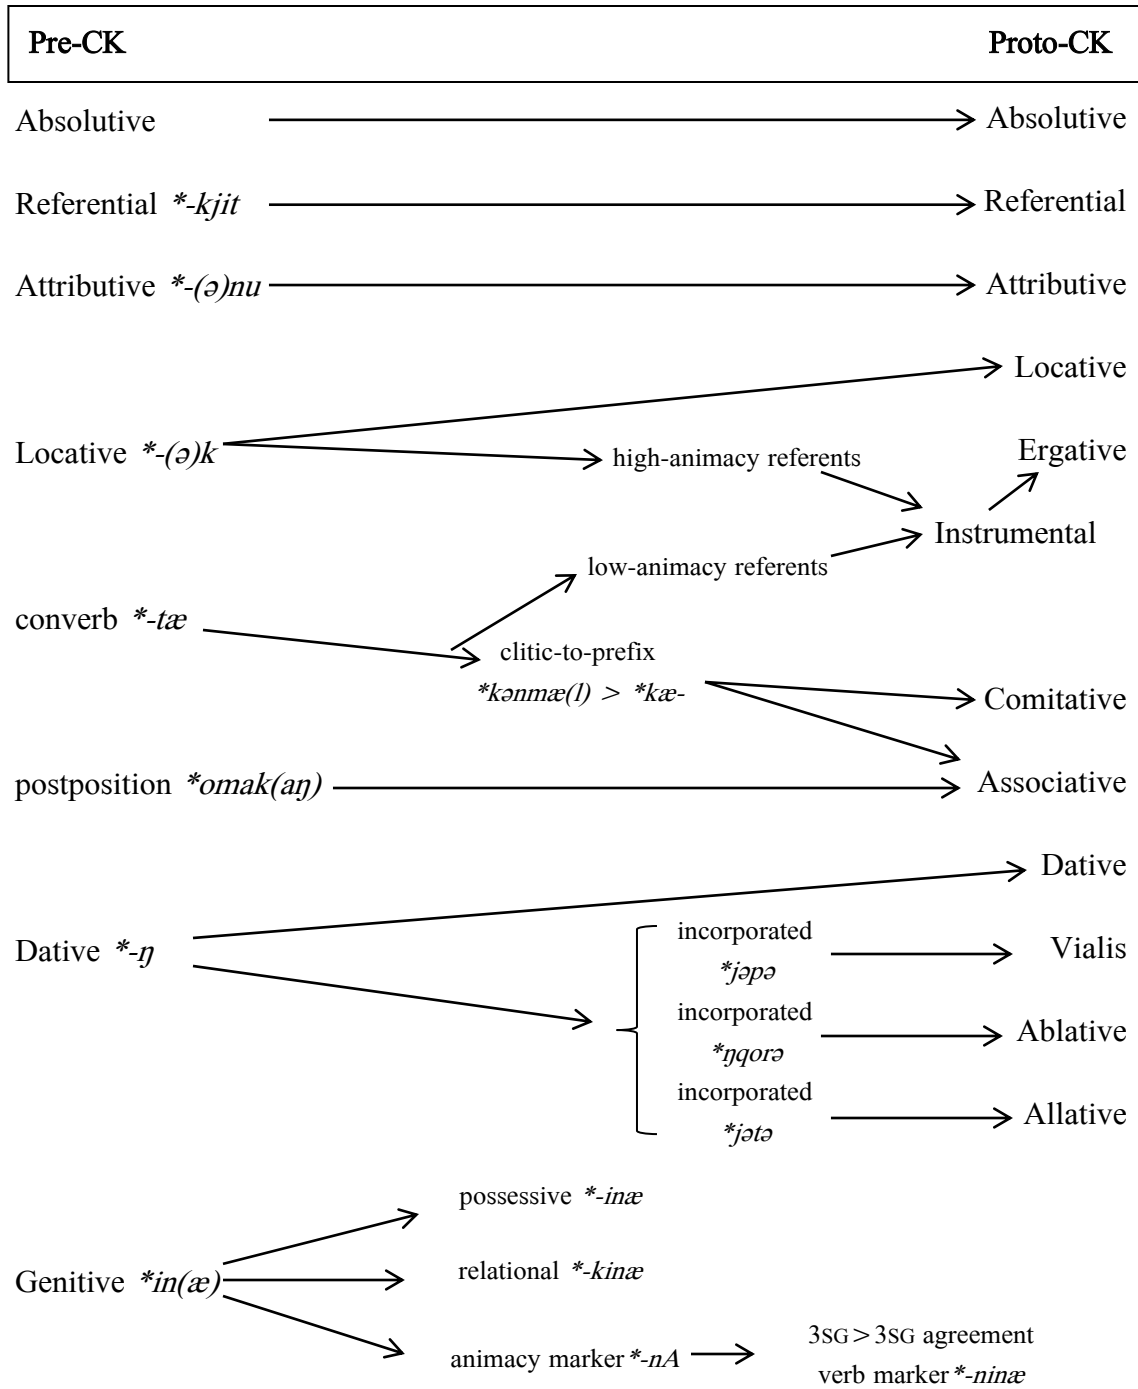 Pre-CK Proto-CK
Absolutive Absolutive
Referential *-kjit Referential
Attributive *-(ə)nu Attributive
Locative
Locative *-(ə)k high-animacy referents Ergative
Instrumental
low-animacy referents
converb *-tæ
clitic-to-prefix
*kənmæ(l) > *kæ- Comitative
postposition *omak(aŋ) Associative
Dative
Dative *-ŋ
incorporated
*jəpə
Vialis
incorporated
*ŋqorə
Ablative
incorporated
*jətə
Allative
possessive *-inæ
Genitive *in(æ) relational *-kinæ
animacy marker *-nA
3SG > 3SG agreement
verb marker *-ninæ